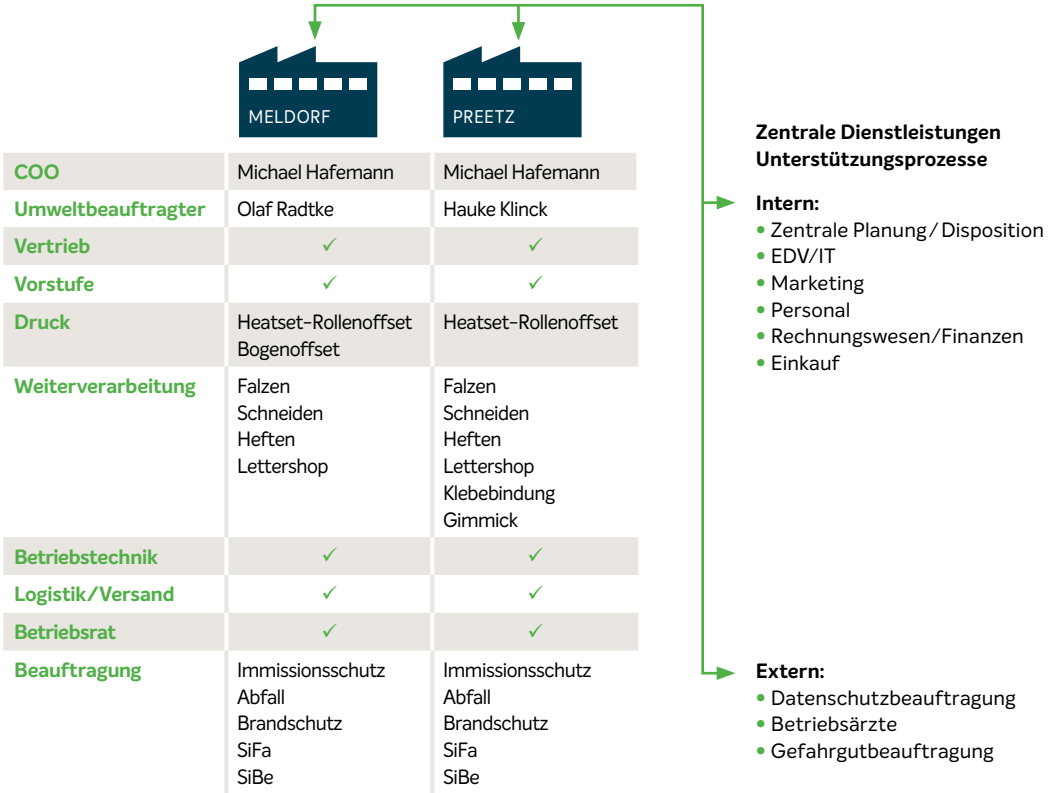 MELDORF
PREETZ
COO
Michael Hafemann
Michael Hafemann
Umweltbeauftragter
Olaf Radtke
Hauke Klinck
Vertrieb
✓
✓
Vorstufe
✓
✓
Druck
Heatset-Rollenoffset
Bogenoffset
Heatset-Rollenoffset
Weiterverarbeitung
Falzen
Schneiden
Heften
Lettershop
Falzen
Schneiden
Heften
Lettershop
Klebebindung
Gimmick
Betriebstechnik
✓
✓
Logistik/Versand
✓
✓
Betriebsrat
✓
✓
Beauftragung
Immissionsschutz
Abfall
Brandschutz
SiFa
SiBe
Immissionsschutz
Abfall
Brandschutz
SiFa
SiBe
Zentrale Dienstleistungen
Unterstützungsprozesse
Intern:
• Zentrale Planung/Disposition
• EDV/IT
• Marketing
• Personal
• Rechnungswesen/Finanzen
• Einkauf
Extern:
• Datenschutzbeauftragung
• Betriebsärzte
• Gefahrgutbeauftragung